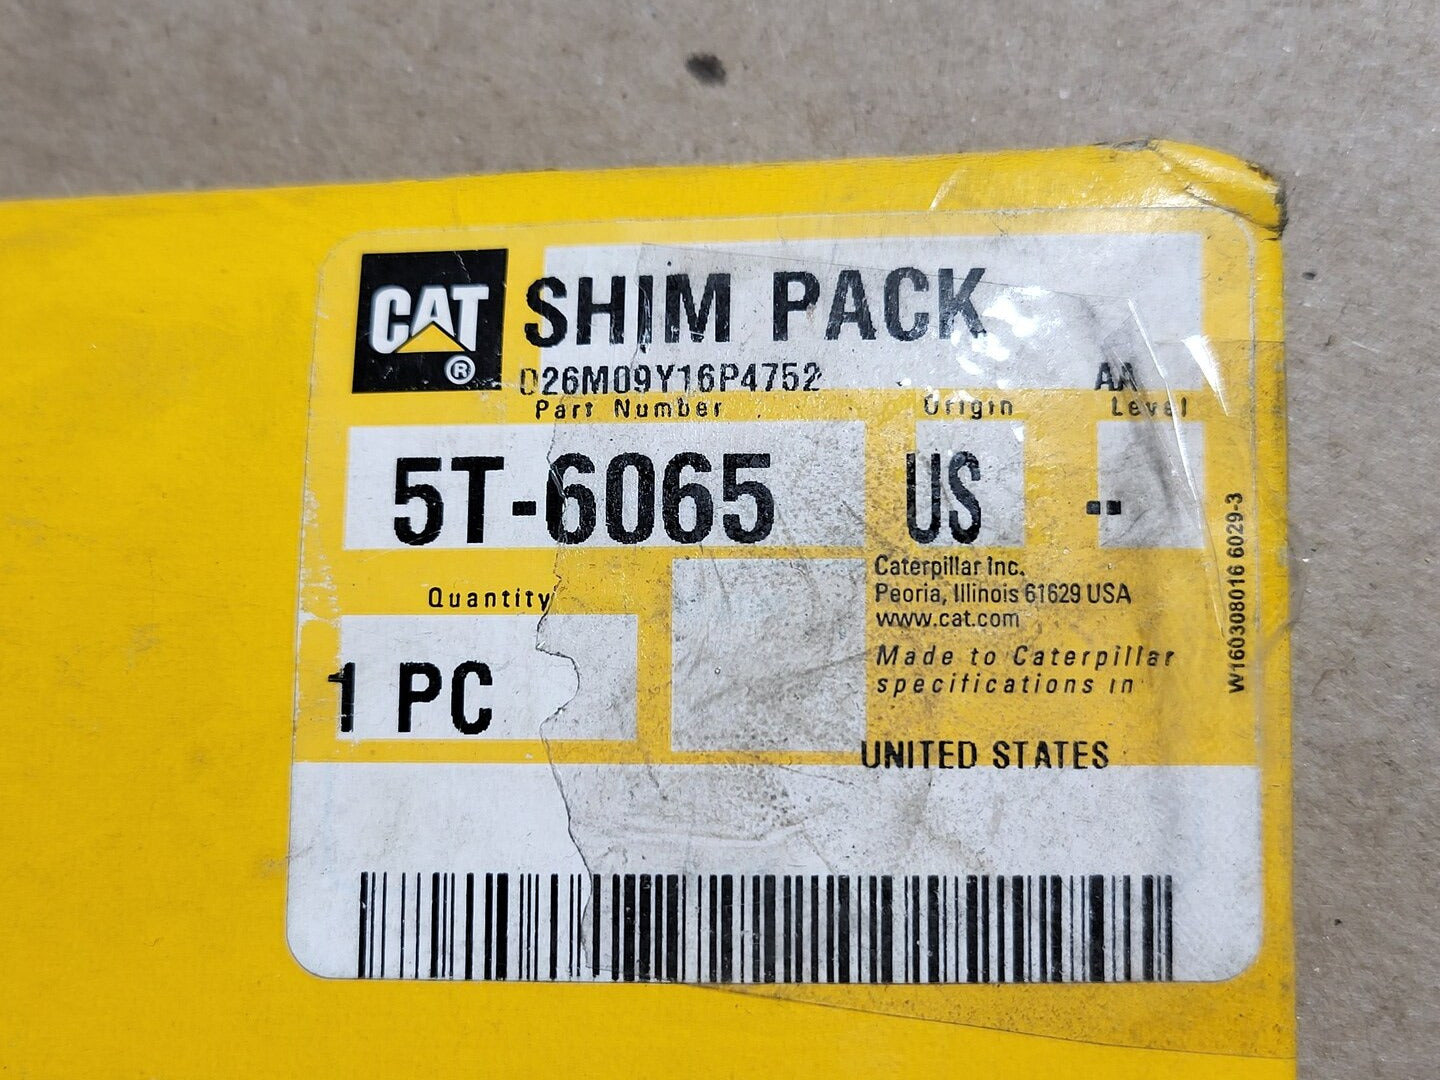 CAT®
SHIM PACK
D26M09Y16P4752 AA
Part Number Origin Level
5T-6065 US --
Caterpillar Inc.
Peoria, Illinois 61629 USA
www.cat.com
Quantity
Made to Caterpillar
specifications in
1 PC
UNITED STATES
W160308016 6029-3